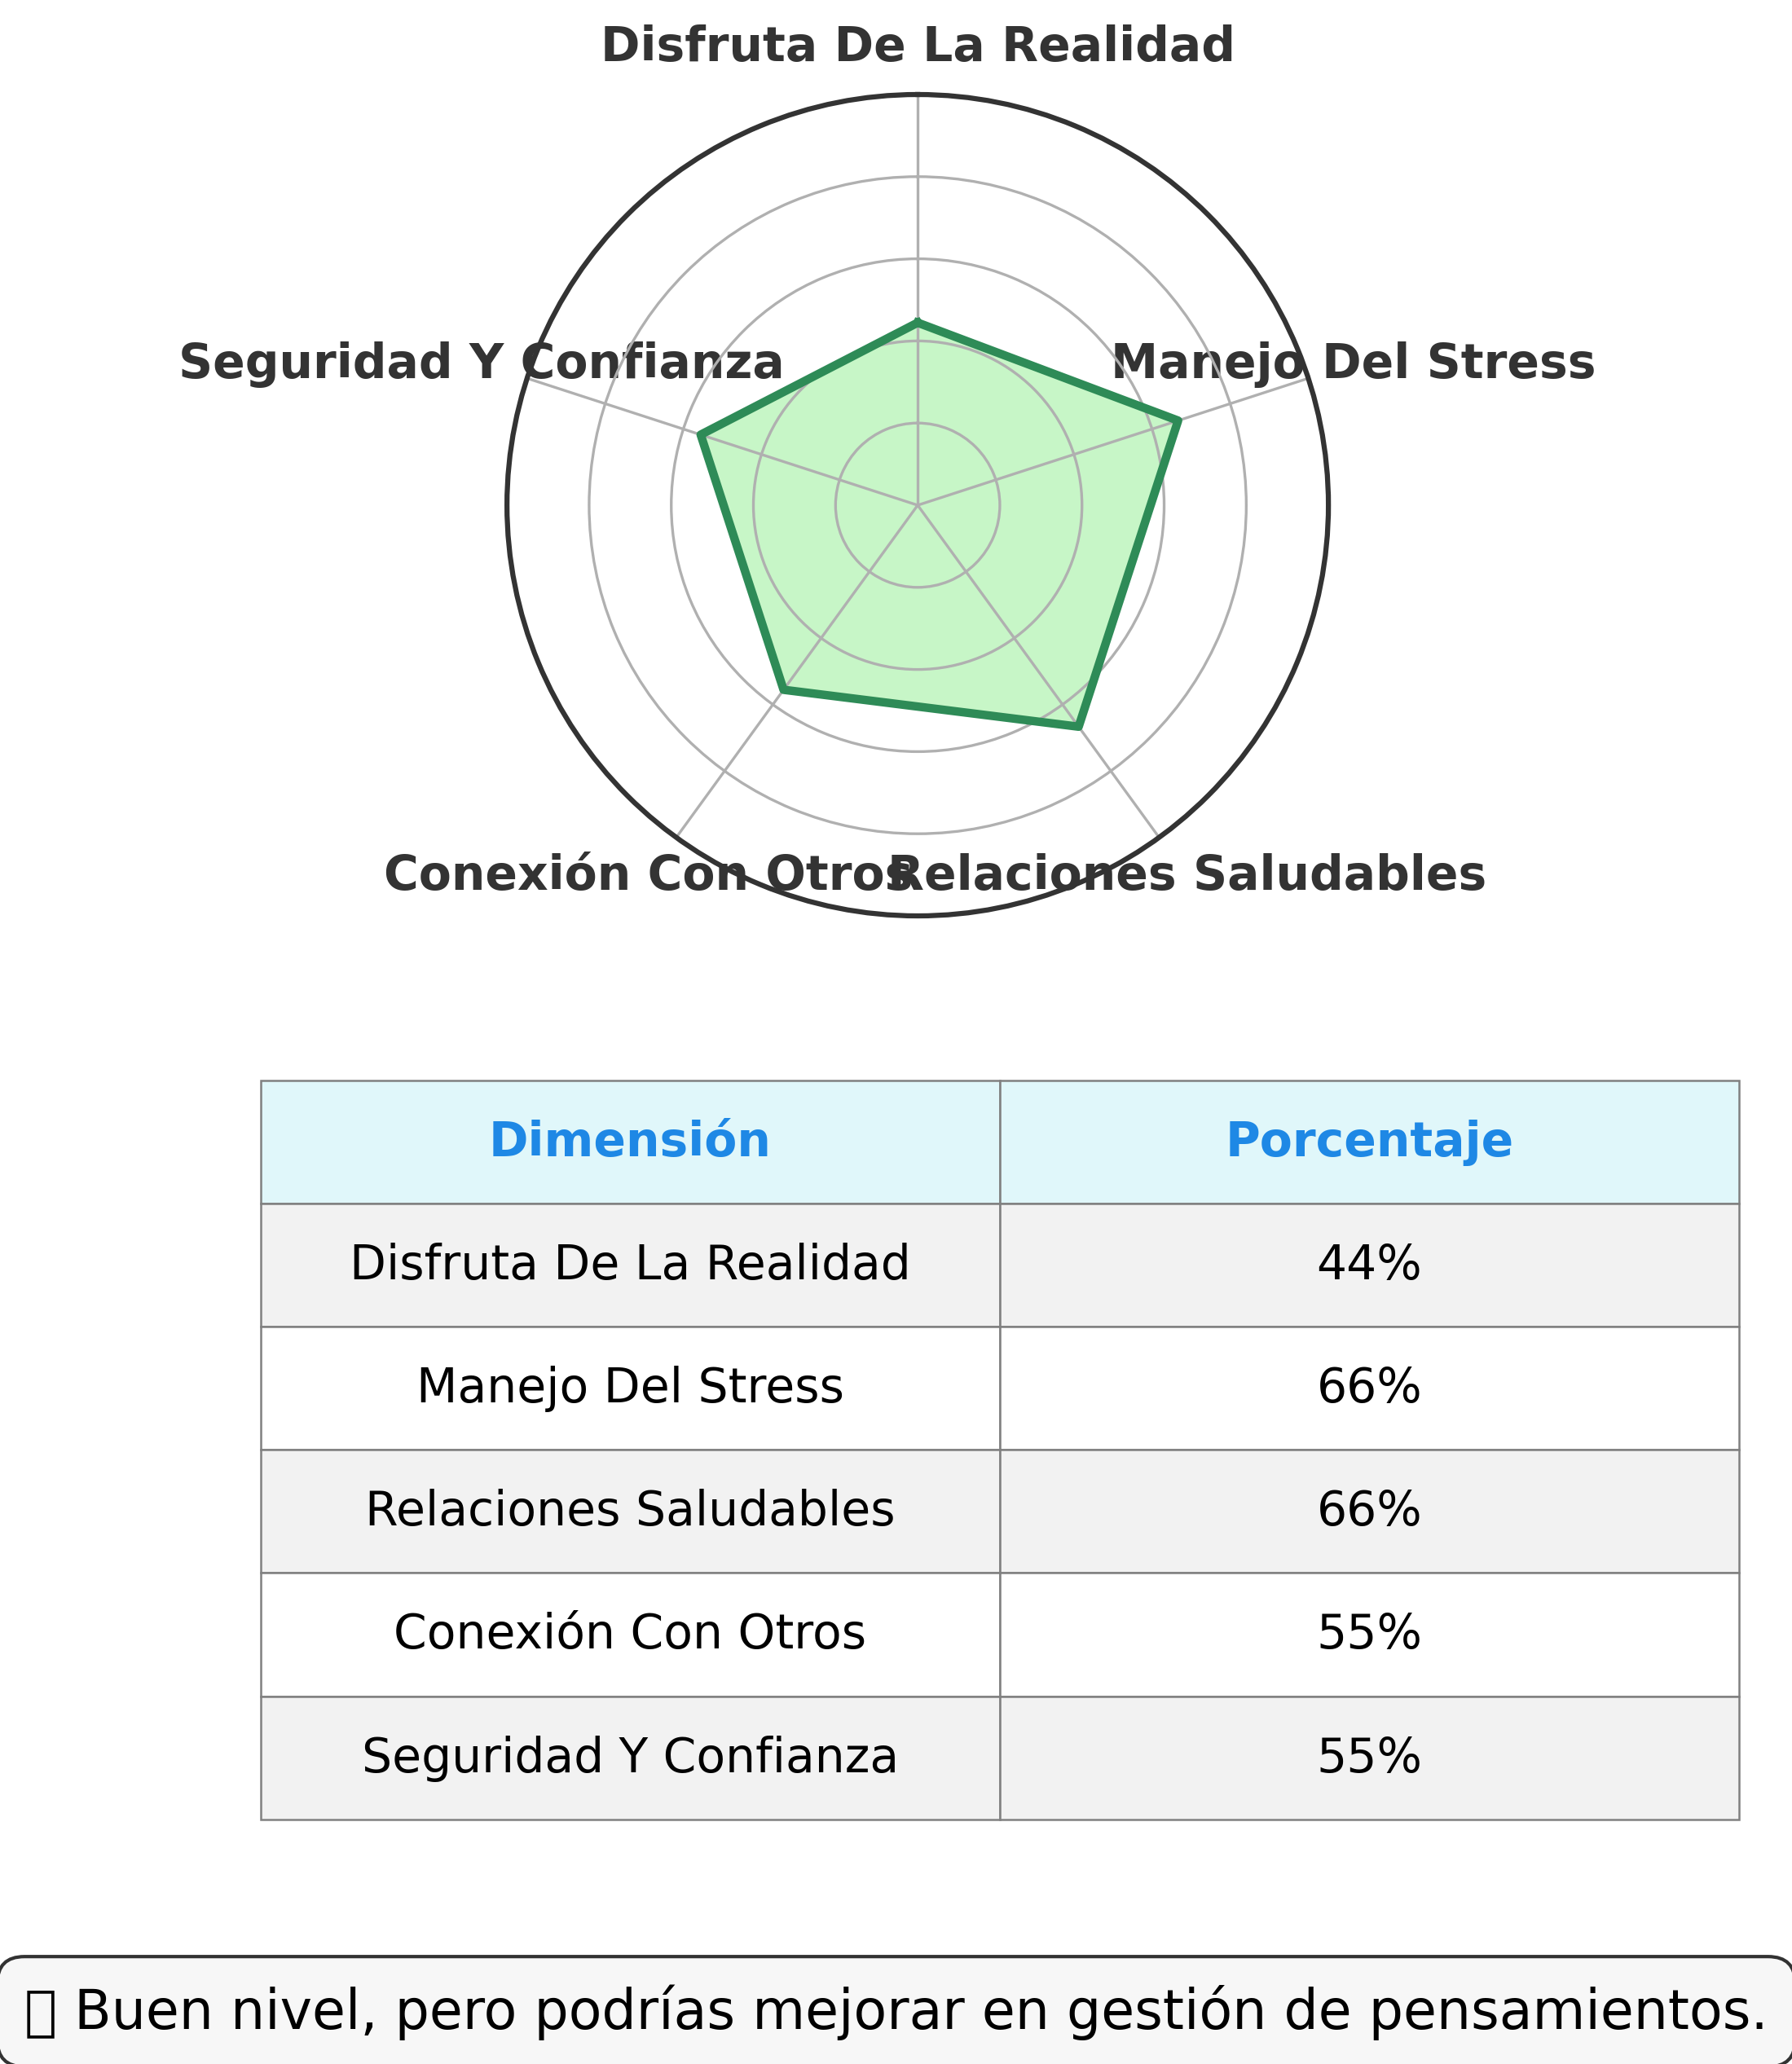 Disfruta De La Realidad
Seguridad Y Confianza
Manejo Del Stress
Conexión Con Otros
Relaciones Saludables
Dimensión Porcentaje
Disfruta De La Realidad 44%
Manejo Del Stress 66%
Relaciones Saludables 66%
Conexión Con Otros 55%
Seguridad Y Confianza 55%
Buen nivel, pero podrías mejorar en gestión de pensamientos.